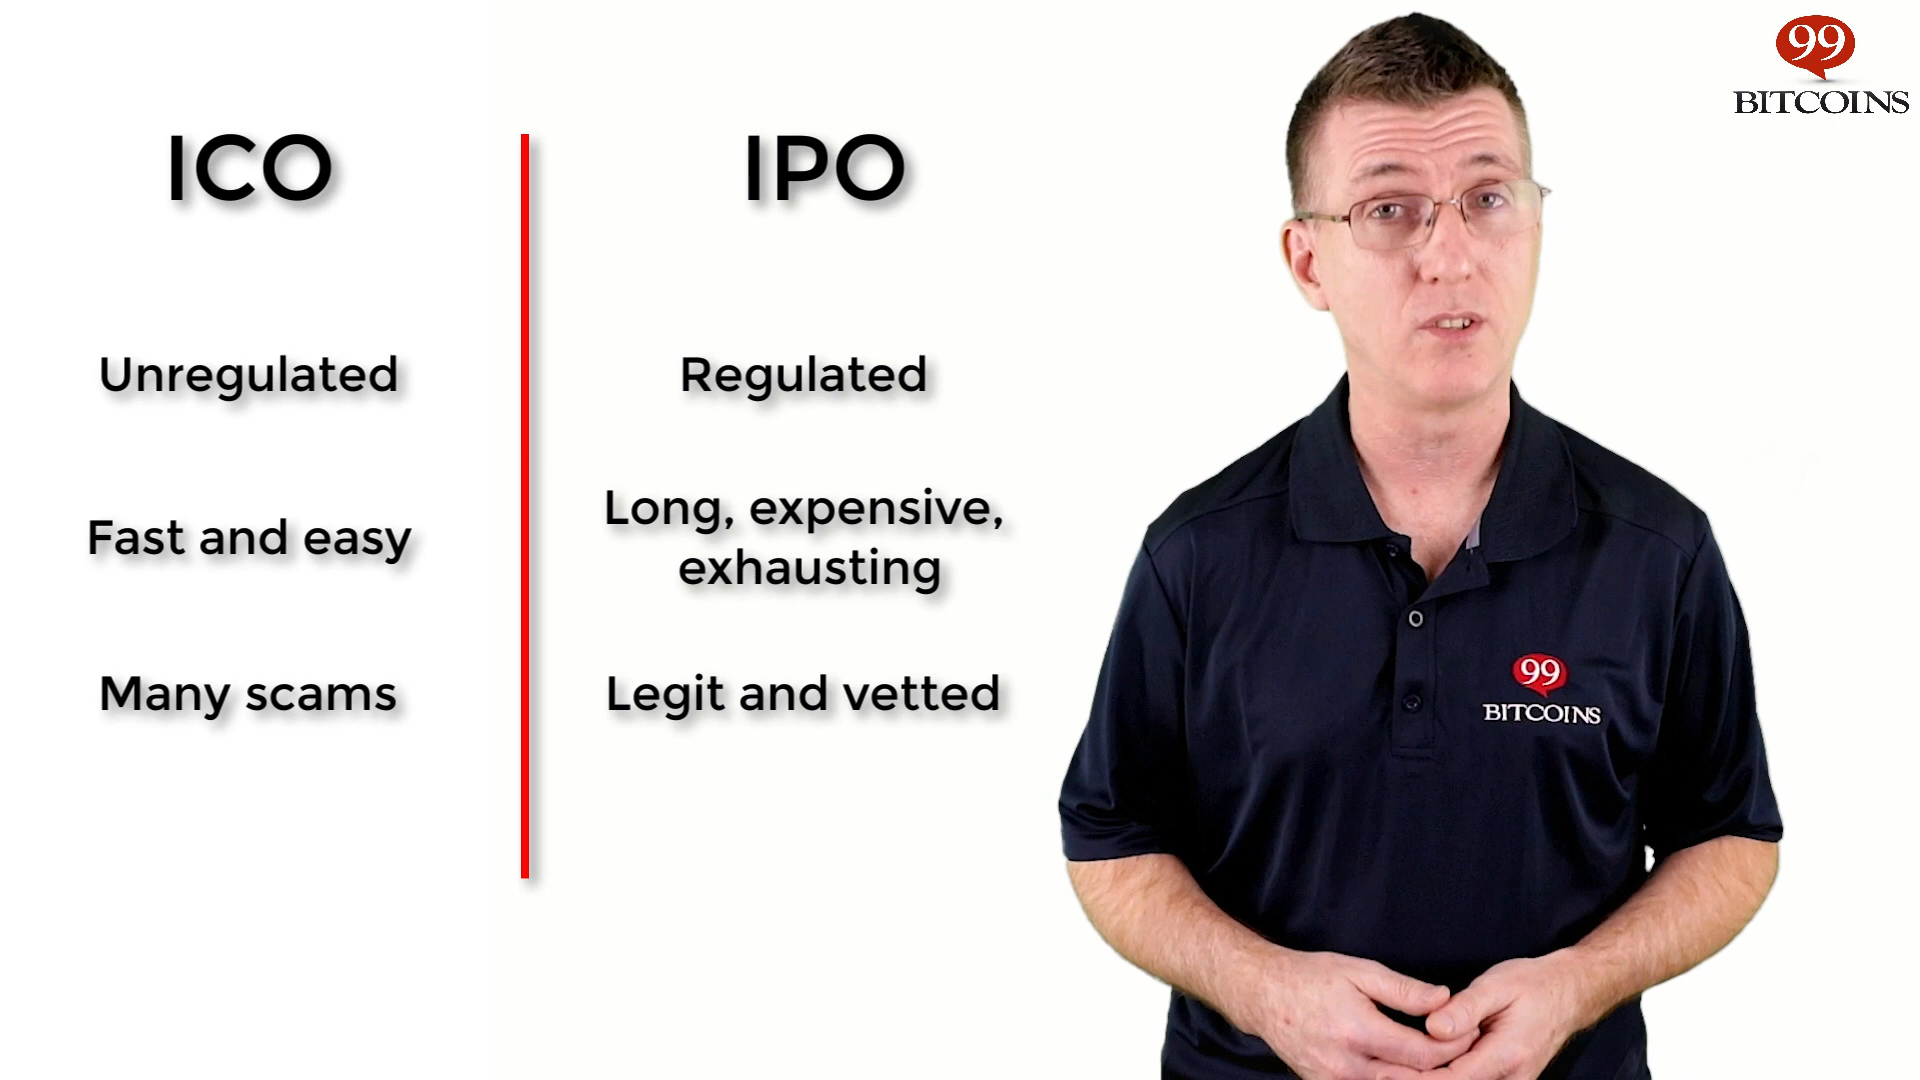 ICO
IPO
Unregulated
Regulated
Fast and easy
Long, expensive,
exhausting
Many scams
Legit and vetted
99
BITCOINS
99
BITCOINS